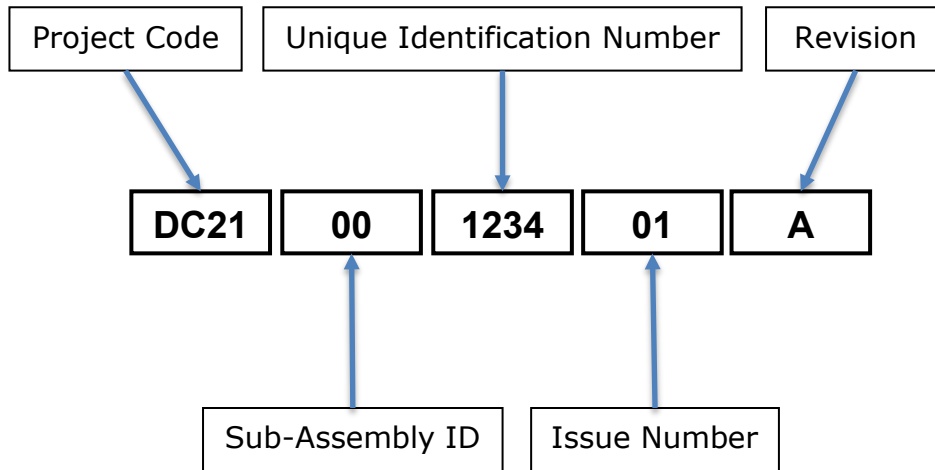 Project Code
Unique Identification Number
Revision
DC21
00
1234
01
A
Sub-Assembly ID
Issue Number